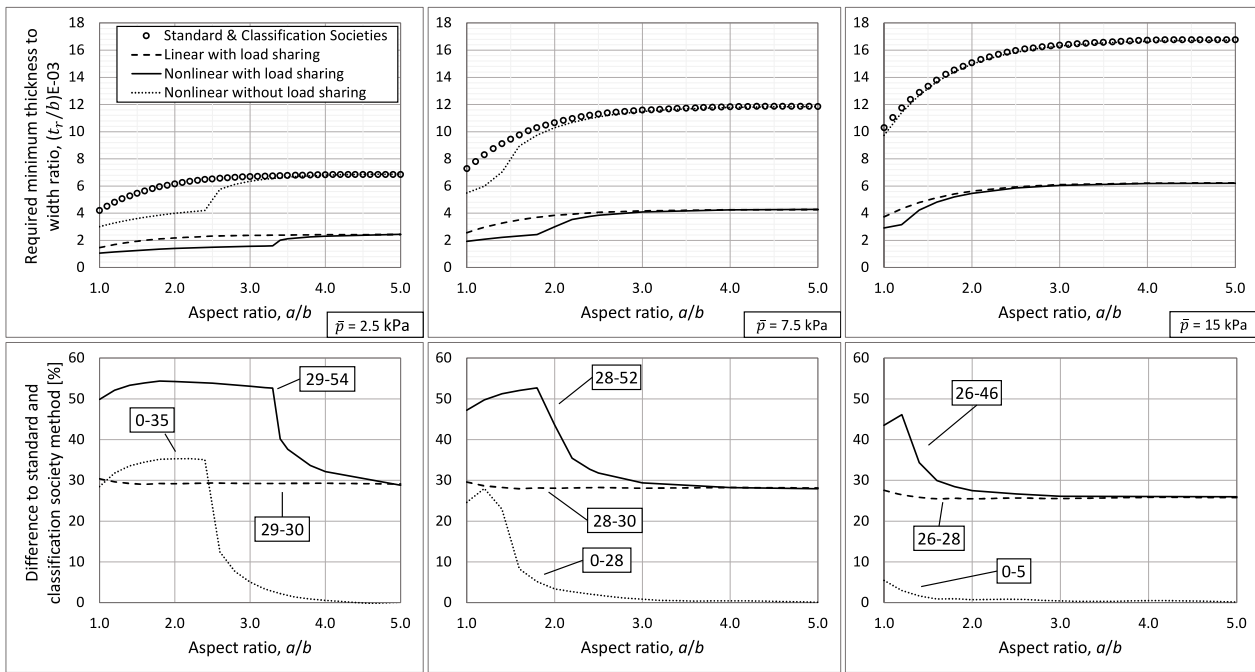 Required minimum thickness to
width ratio, (t_r/b)E-03
18
16
14
12
10
8
6
4
2
0
Standard & Classification Societies
Linear with load sharing
Nonlinear with load sharing
Nonlinear without load sharing
1.0 2.0 3.0 4.0 5.0
Aspect ratio, a/b
p̄ = 2.5 kPa
18
16
14
12
10
8
6
4
2
0
1.0 2.0 3.0 4.0 5.0
Aspect ratio, a/b
p̄ = 7.5 kPa
18
16
14
12
10
8
6
4
2
0
1.0 2.0 3.0 4.0 5.0
Aspect ratio, a/b
p̄ = 15 kPa
Difference to standard and
classification society method [%]
60
50
40
30
20
10
0
29-54
0-35
29-30
1.0 2.0 3.0 4.0 5.0
Aspect ratio, a/b
60
50
40
30
20
10
0
28-52
28-30
0-28
1.0 2.0 3.0 4.0 5.0
Aspect ratio, a/b
60
50
40
30
20
10
0
26-46
26-28
0-5
1.0 2.0 3.0 4.0 5.0
Aspect ratio, a/b